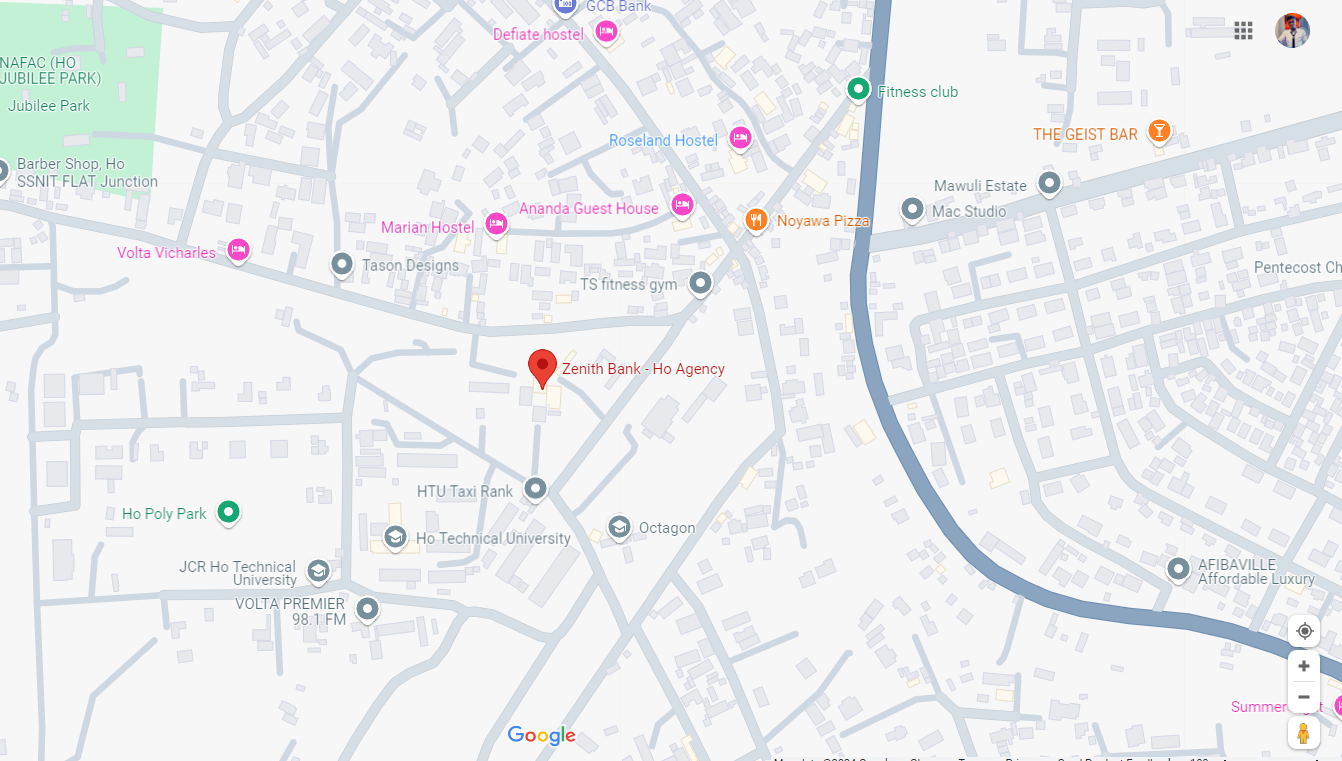 GCB Bank
Defiate hostel
NAFAC (HO
JUBILEE PARK)
Jubilee Park
Fitness club
THE GEIST BAR
Roseland Hostel
Barber Shop, Ho
SSNIT FLAT Junction
Mawuli Estate
Mac Studio
Ananda Guest House
Marian Hostel
Noyawa Pizza
Volta Vicharles
Tason Designs
TS fitness gym
Pentecost Ch
Zenith Bank - Ho Agency
HTU Taxi Rank
Ho Poly Park
Octagon
Ho Technical University
JCR Ho Technical
University
AFIBAVILLE
Affordable Luxury
VOLTA PREMIER
98.1 FM
Summer
Google